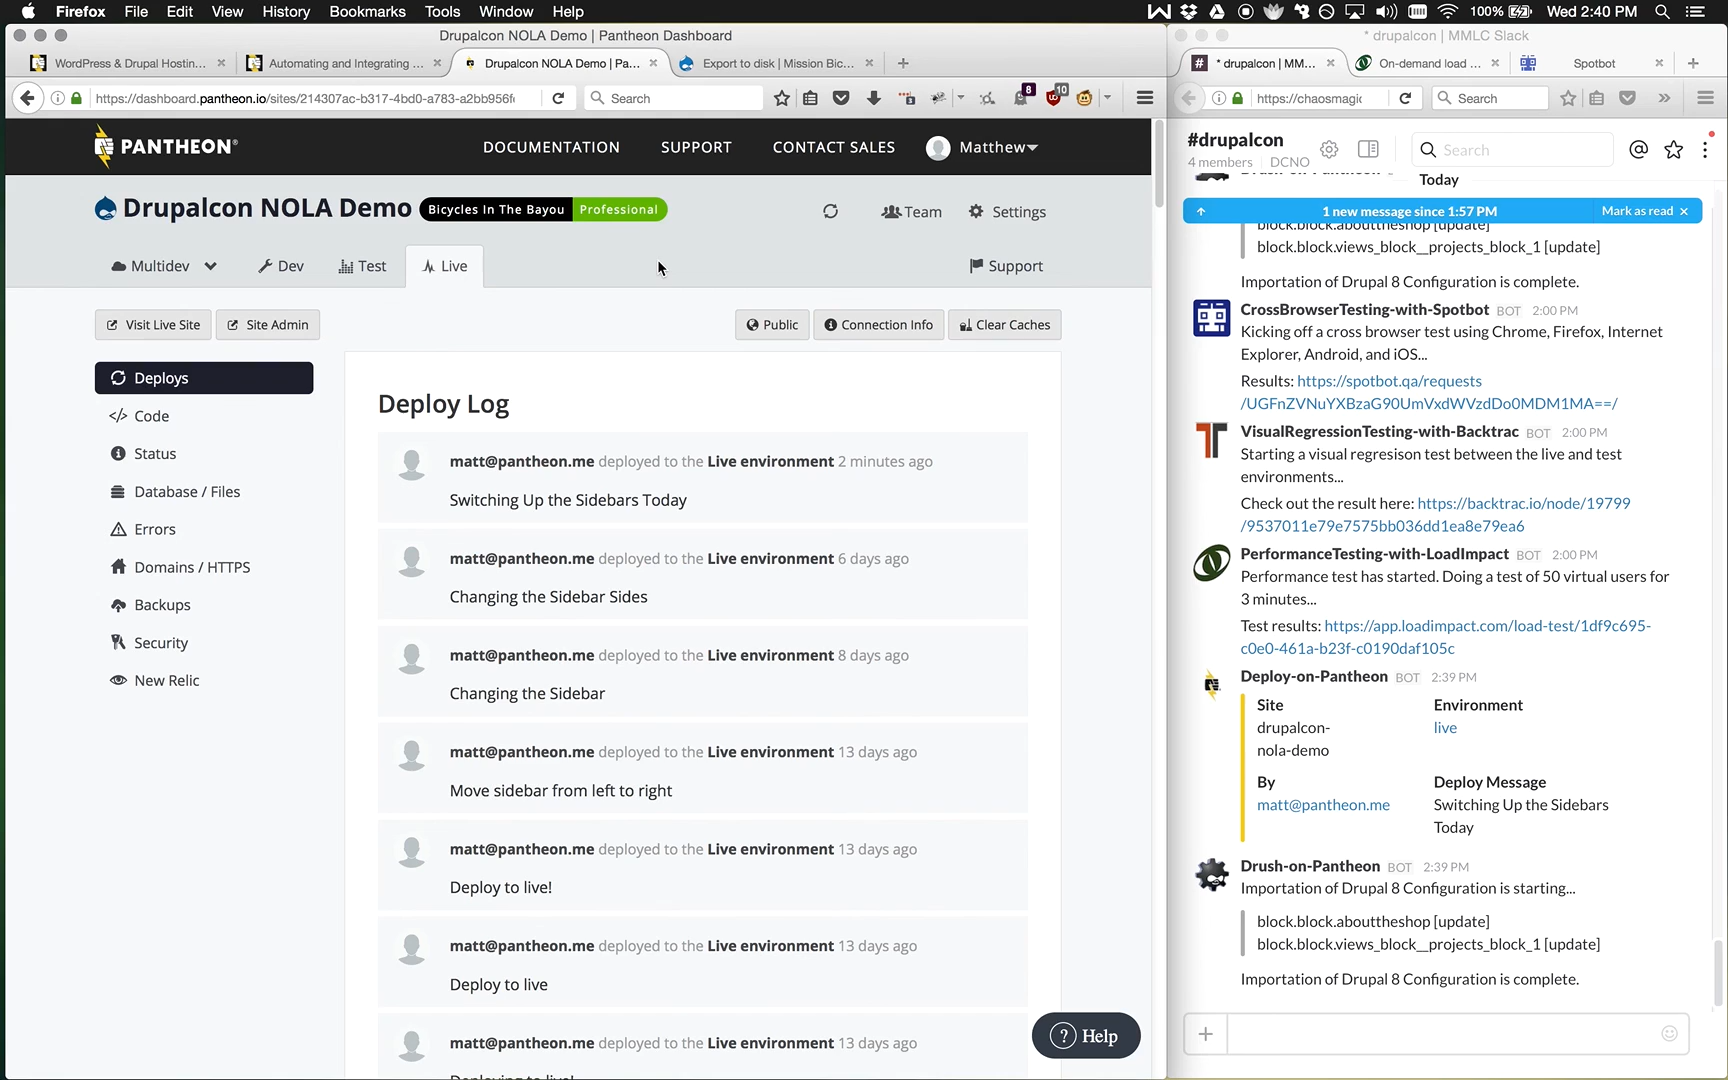 Firefox File Edit View History Bookmarks Tools Window Help
100% Wed 2:40 PM
Drupalcon NOLA Demo | Pantheon Dashboard
WordPress & Drupal Hostin...
Automating and Integrating ...
Drupalcon NOLA Demo | Pa...
Export to disk | Mission Bic...
https://dashboard.pantheon.io/sites/214307ac-b317-4bd0-a783-a2bb956f
Search
8
10
PANTHEON®
DOCUMENTATION
SUPPORT
CONTACT SALES
Matthew
Drupalcon NOLA Demo
Bicycles In The Bayou
Professional
Team
Settings
Multidev
Dev
Test
Live
Support
Visit Live Site
Site Admin
Public
Connection Info
Clear Caches
Deploys
Code
Status
Database / Files
Errors
Domains / HTTPS
Backups
Security
New Relic
Deploy Log
matt@pantheon.me deployed to the Live environment 2 minutes ago
Switching Up the Sidebars Today
matt@pantheon.me deployed to the Live environment 6 days ago
Changing the Sidebar Sides
matt@pantheon.me deployed to the Live environment 8 days ago
Changing the Sidebar
matt@pantheon.me deployed to the Live environment 13 days ago
Move sidebar from left to right
matt@pantheon.me deployed to the Live environment 13 days ago
Deploy to live!
matt@pantheon.me deployed to the Live environment 13 days ago
Deploy to live
matt@pantheon.me deployed to the Live environment 13 days ago
Deploying to live!
? Help
* drupalcon | MMLC Slack
* drupalcon | MM...
On-demand load ...
Spotbot
https://chaosmagic
Search
#drupalcon
4 members
DCNO
Search
Today
1 new message since 1:57 PM
Mark as read
block.block.abouttheshop [update]
block.block.views_block__projects_block_1 [update]
Importation of Drupal 8 Configuration is complete.
CrossBrowserTesting-with-Spotbot BOT 2:00 PM
Kicking off a cross browser test using Chrome, Firefox, Internet
Explorer, Android, and iOS...
Results: https://spotbot.qa/requests
/UGFnZVNuYXBzaG90UmVxdWVzdDo0MDM1MA==/
VisualRegressionTesting-with-Backtrac BOT 2:00 PM
Starting a visual regresison test between the live and test
environments...
Check out the result here: https://backtrac.io/node/19799
/9537011e79e7575bb036dd1ea8e79ea6
PerformanceTesting-with-LoadImpact BOT 2:00 PM
Performance test has started. Doing a test of 50 virtual users for
3 minutes...
Test results: https://app.loadimpact.com/load-test/1df9c695-
c0e0-461a-b23f-c0190daf105c
Deploy-on-Pantheon BOT 2:39 PM
Site
drupalcon-
nola-demo
Environment
live
By
matt@pantheon.me
Deploy Message
Switching Up the Sidebars
Today
Drush-on-Pantheon BOT 2:39 PM
Importation of Drupal 8 Configuration is starting...
block.block.abouttheshop [update]
block.block.views_block__projects_block_1 [update]
Importation of Drupal 8 Configuration is complete.